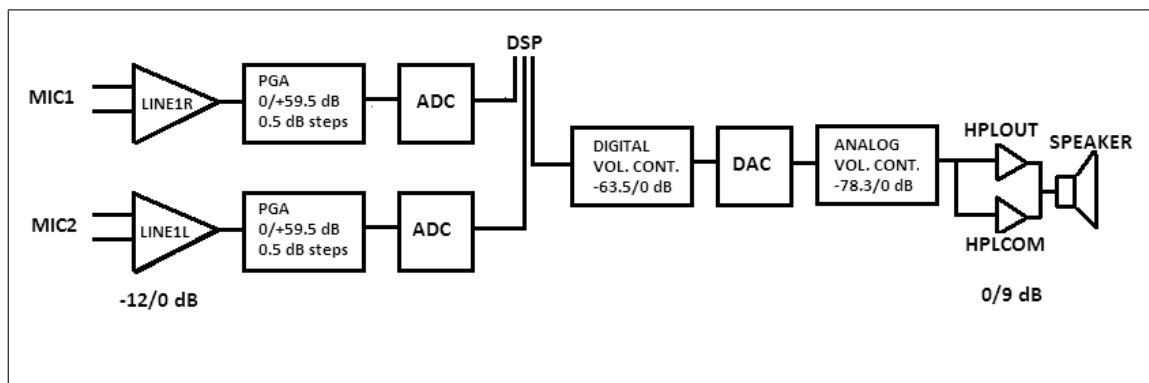 DSP
MIC1
LINE1R
PGA
0/+59.5 dB
0.5 dB steps
ADC
MIC2
LINE1L
PGA
0/+59.5 dB
0.5 dB steps
ADC
-12/0 dB
DIGITAL
VOL. CONT.
-63.5/0 dB
DAC
ANALOG
VOL. CONT.
-78.3/0 dB
HPLOUT
SPEAKER
HPLCOM
0/9 dB